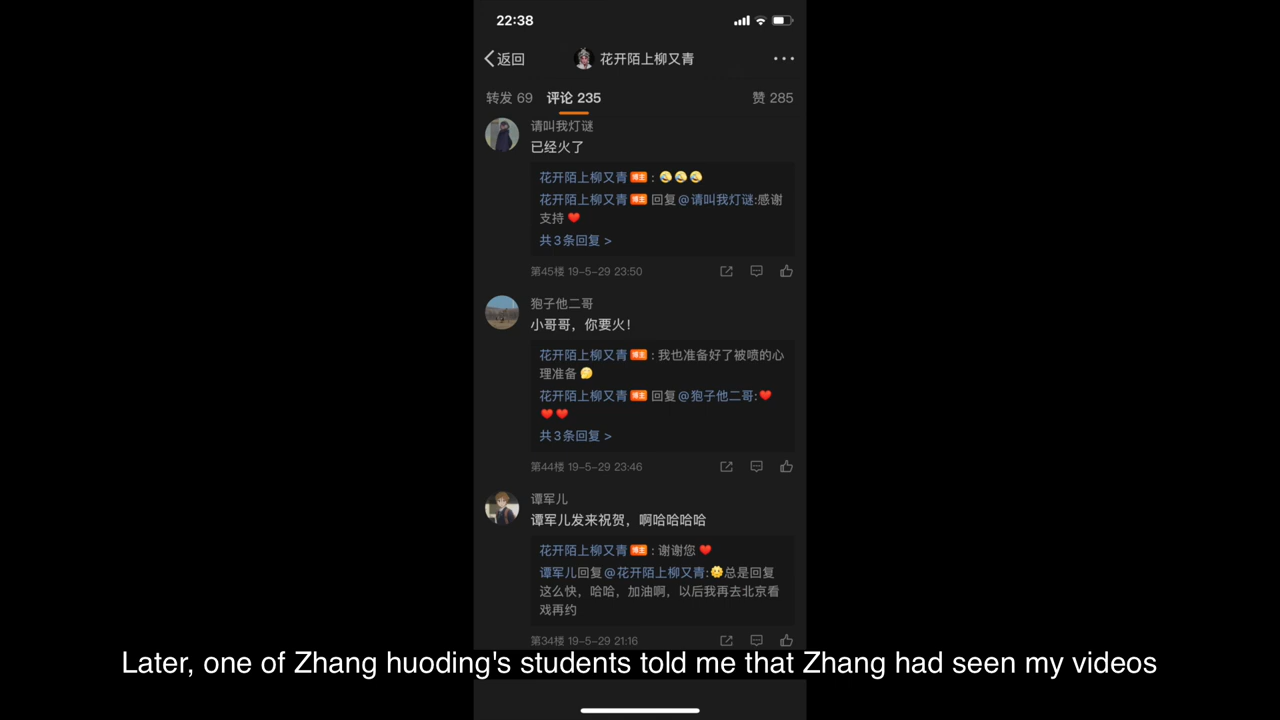 22:38
返回
花开陌上柳又青
转发 69 评论 235 赞 285
请叫我灯谜
已经火了
花开陌上柳又青 博主 : 🤣🤣🤣
花开陌上柳又青 博主 回复@请叫我灯谜:感谢
支持 ❤️
共3条回复 >
第45楼 19-5-29 23:50
狍子他二哥
小哥哥，你要火！
花开陌上柳又青 博主 : 我也准备好了被喷的心
理准备
花开陌上柳又青 博主 回复@狍子他二哥:❤️
❤️❤️
共3条回复 >
第44楼 19-5-29 23:46
谭军儿
谭军儿发来祝贺，啊哈哈哈哈
花开陌上柳又青 博主 : 谢谢您 ❤️
谭军儿回复@花开陌上柳又青:总是回复
这么快，哈哈，加油啊，以后我再去北京看
戏再约
第34楼 19-5-29 21:16
Later, one of Zhang huoding's students told me that Zhang had seen my videos